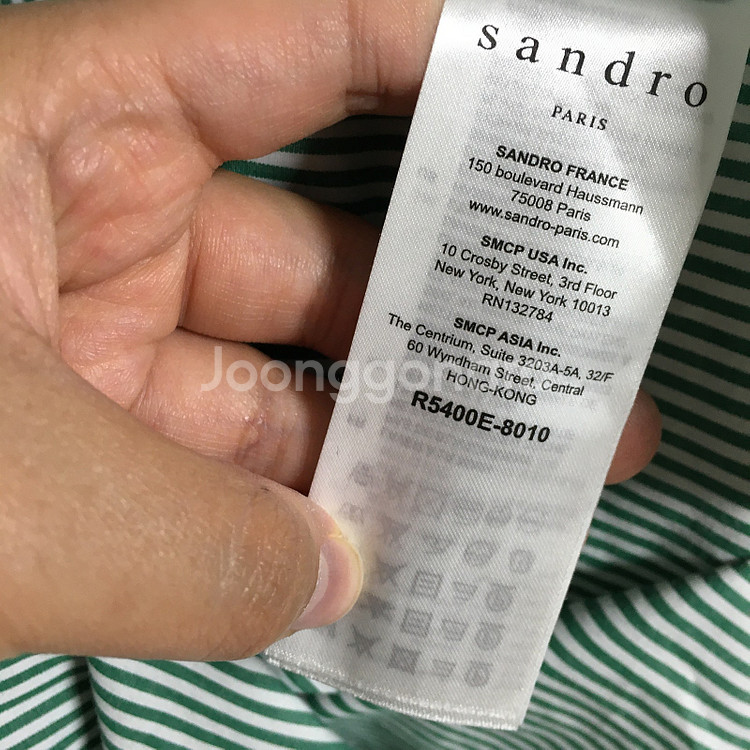 sandro
PARIS
SANDRO FRANCE
150 boulevard Haussmann
75008 Paris
www.sandro-paris.com
SMCP USA Inc.
10 Crosby Street, 3rd Floor
New York, New York 10013
RN132784
SMCP ASIA Inc.
The Centrium, Suite 3203A-5A, 32/F
60 Wyndham Street, Central
HONG-KONG
R5400E-8010